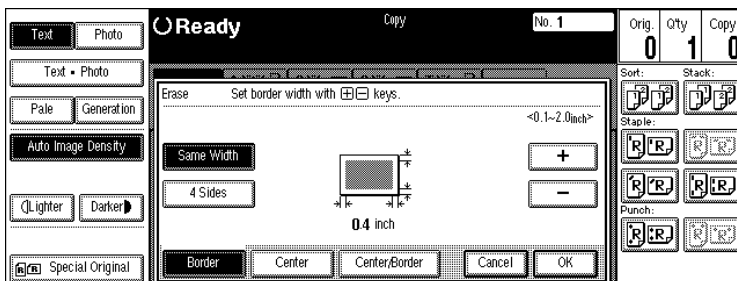 Text Photo
Text • Photo
Pale Generation
Auto Image Density
Lighter Darker
Special Original
Ready
Copy
No. 1
Orig. Q'ty Copy
0 1 0
Erase Set border width with ⊞⊟ keys.
<0.1~2.0inch>
Same Width
4 Sides
+
−
0.4 inch
Border Center Center/Border Cancel OK
Sort: Stack:
Staple:
Punch: